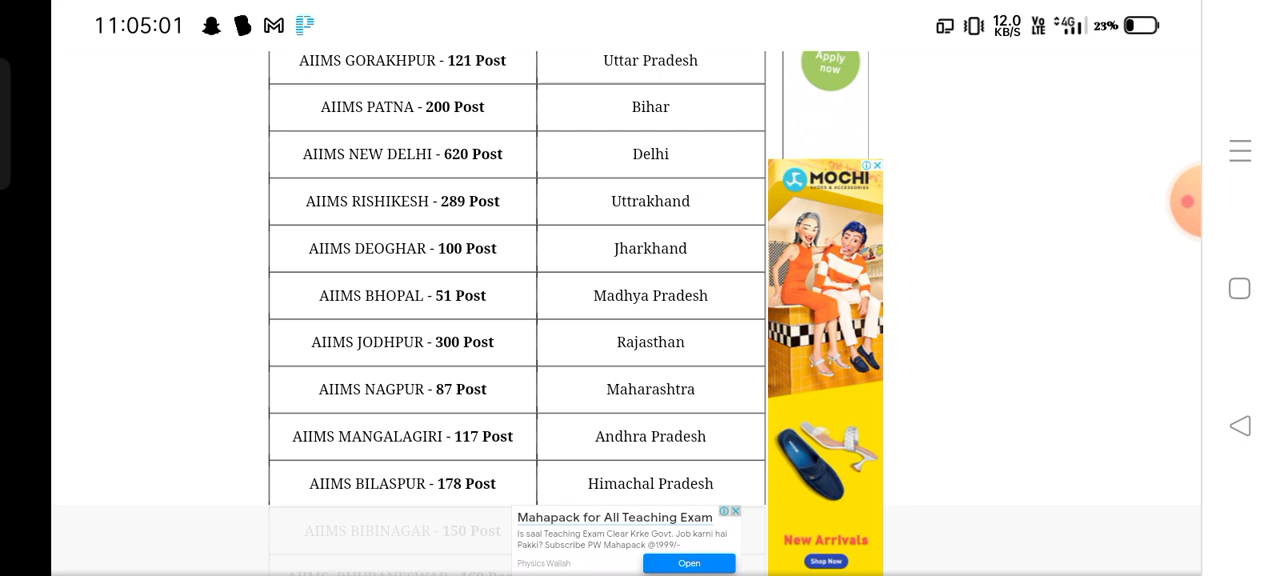 11:05:01
12.0 KB/S Vo LTE 4G 23%
AIIMS GORAKHPUR - 121 Post Uttar Pradesh
AIIMS PATNA - 200 Post Bihar
AIIMS NEW DELHI - 620 Post Delhi
AIIMS RISHIKESH - 289 Post Uttrakhand
AIIMS DEOGHAR - 100 Post Jharkhand
AIIMS BHOPAL - 51 Post Madhya Pradesh
AIIMS JODHPUR - 300 Post Rajasthan
AIIMS NAGPUR - 87 Post Maharashtra
AIIMS MANGALAGIRI - 117 Post Andhra Pradesh
AIIMS BILASPUR - 178 Post Himachal Pradesh
AIIMS BIBINAGAR - 150 Post
Apply
now
MOCHI
SHOES & ACCESSORIES
New Arrivals
Shop Now
Mahapack for All Teaching Exam
Is saal Teaching Exam Clear Krke Govt. Job karni hai
Pakki? Subscribe PW Mahapack @1999/-
Physics Wallah
Open